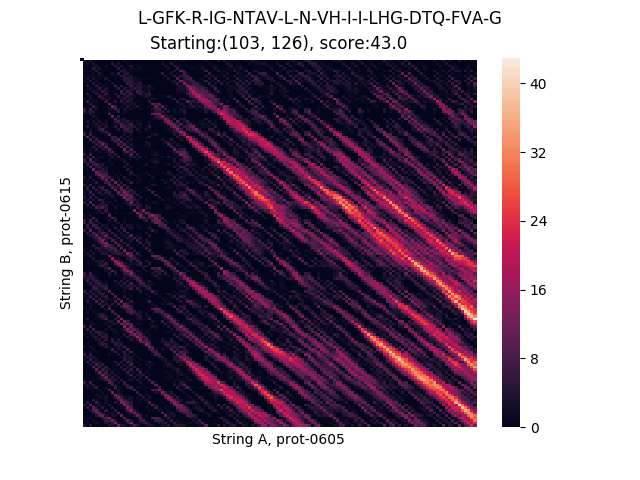 L-GFK-R-IG-NTAV-L-N-VH-I-I-LHG-DTQ-FVA-G
Starting:(103, 126), score:43.0
String B, prot-0615
String A, prot-0605
40
32
24
16
8
0